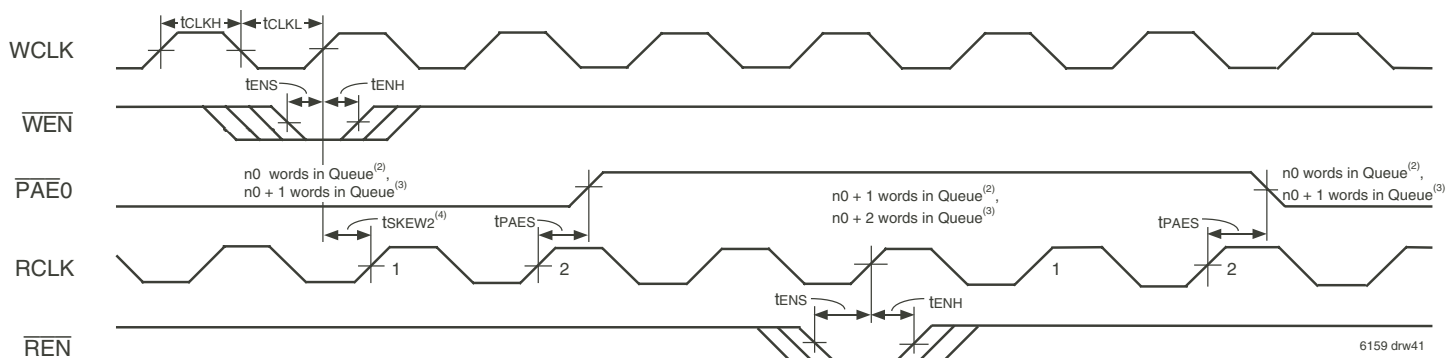 tCLKH tCLKL
WCLK
tENS tENH
WEN
n0 words in Queue(2),
n0 + 1 words in Queue(3)
PAE0
n0 + 1 words in Queue(2),
n0 + 2 words in Queue(3)
n0 words in Queue(2),
n0 + 1 words in Queue(3)
tSKEW2(4) tPAES tPAES
RCLK 1 2 1 2
tENS tENH
REN
6159 drw41